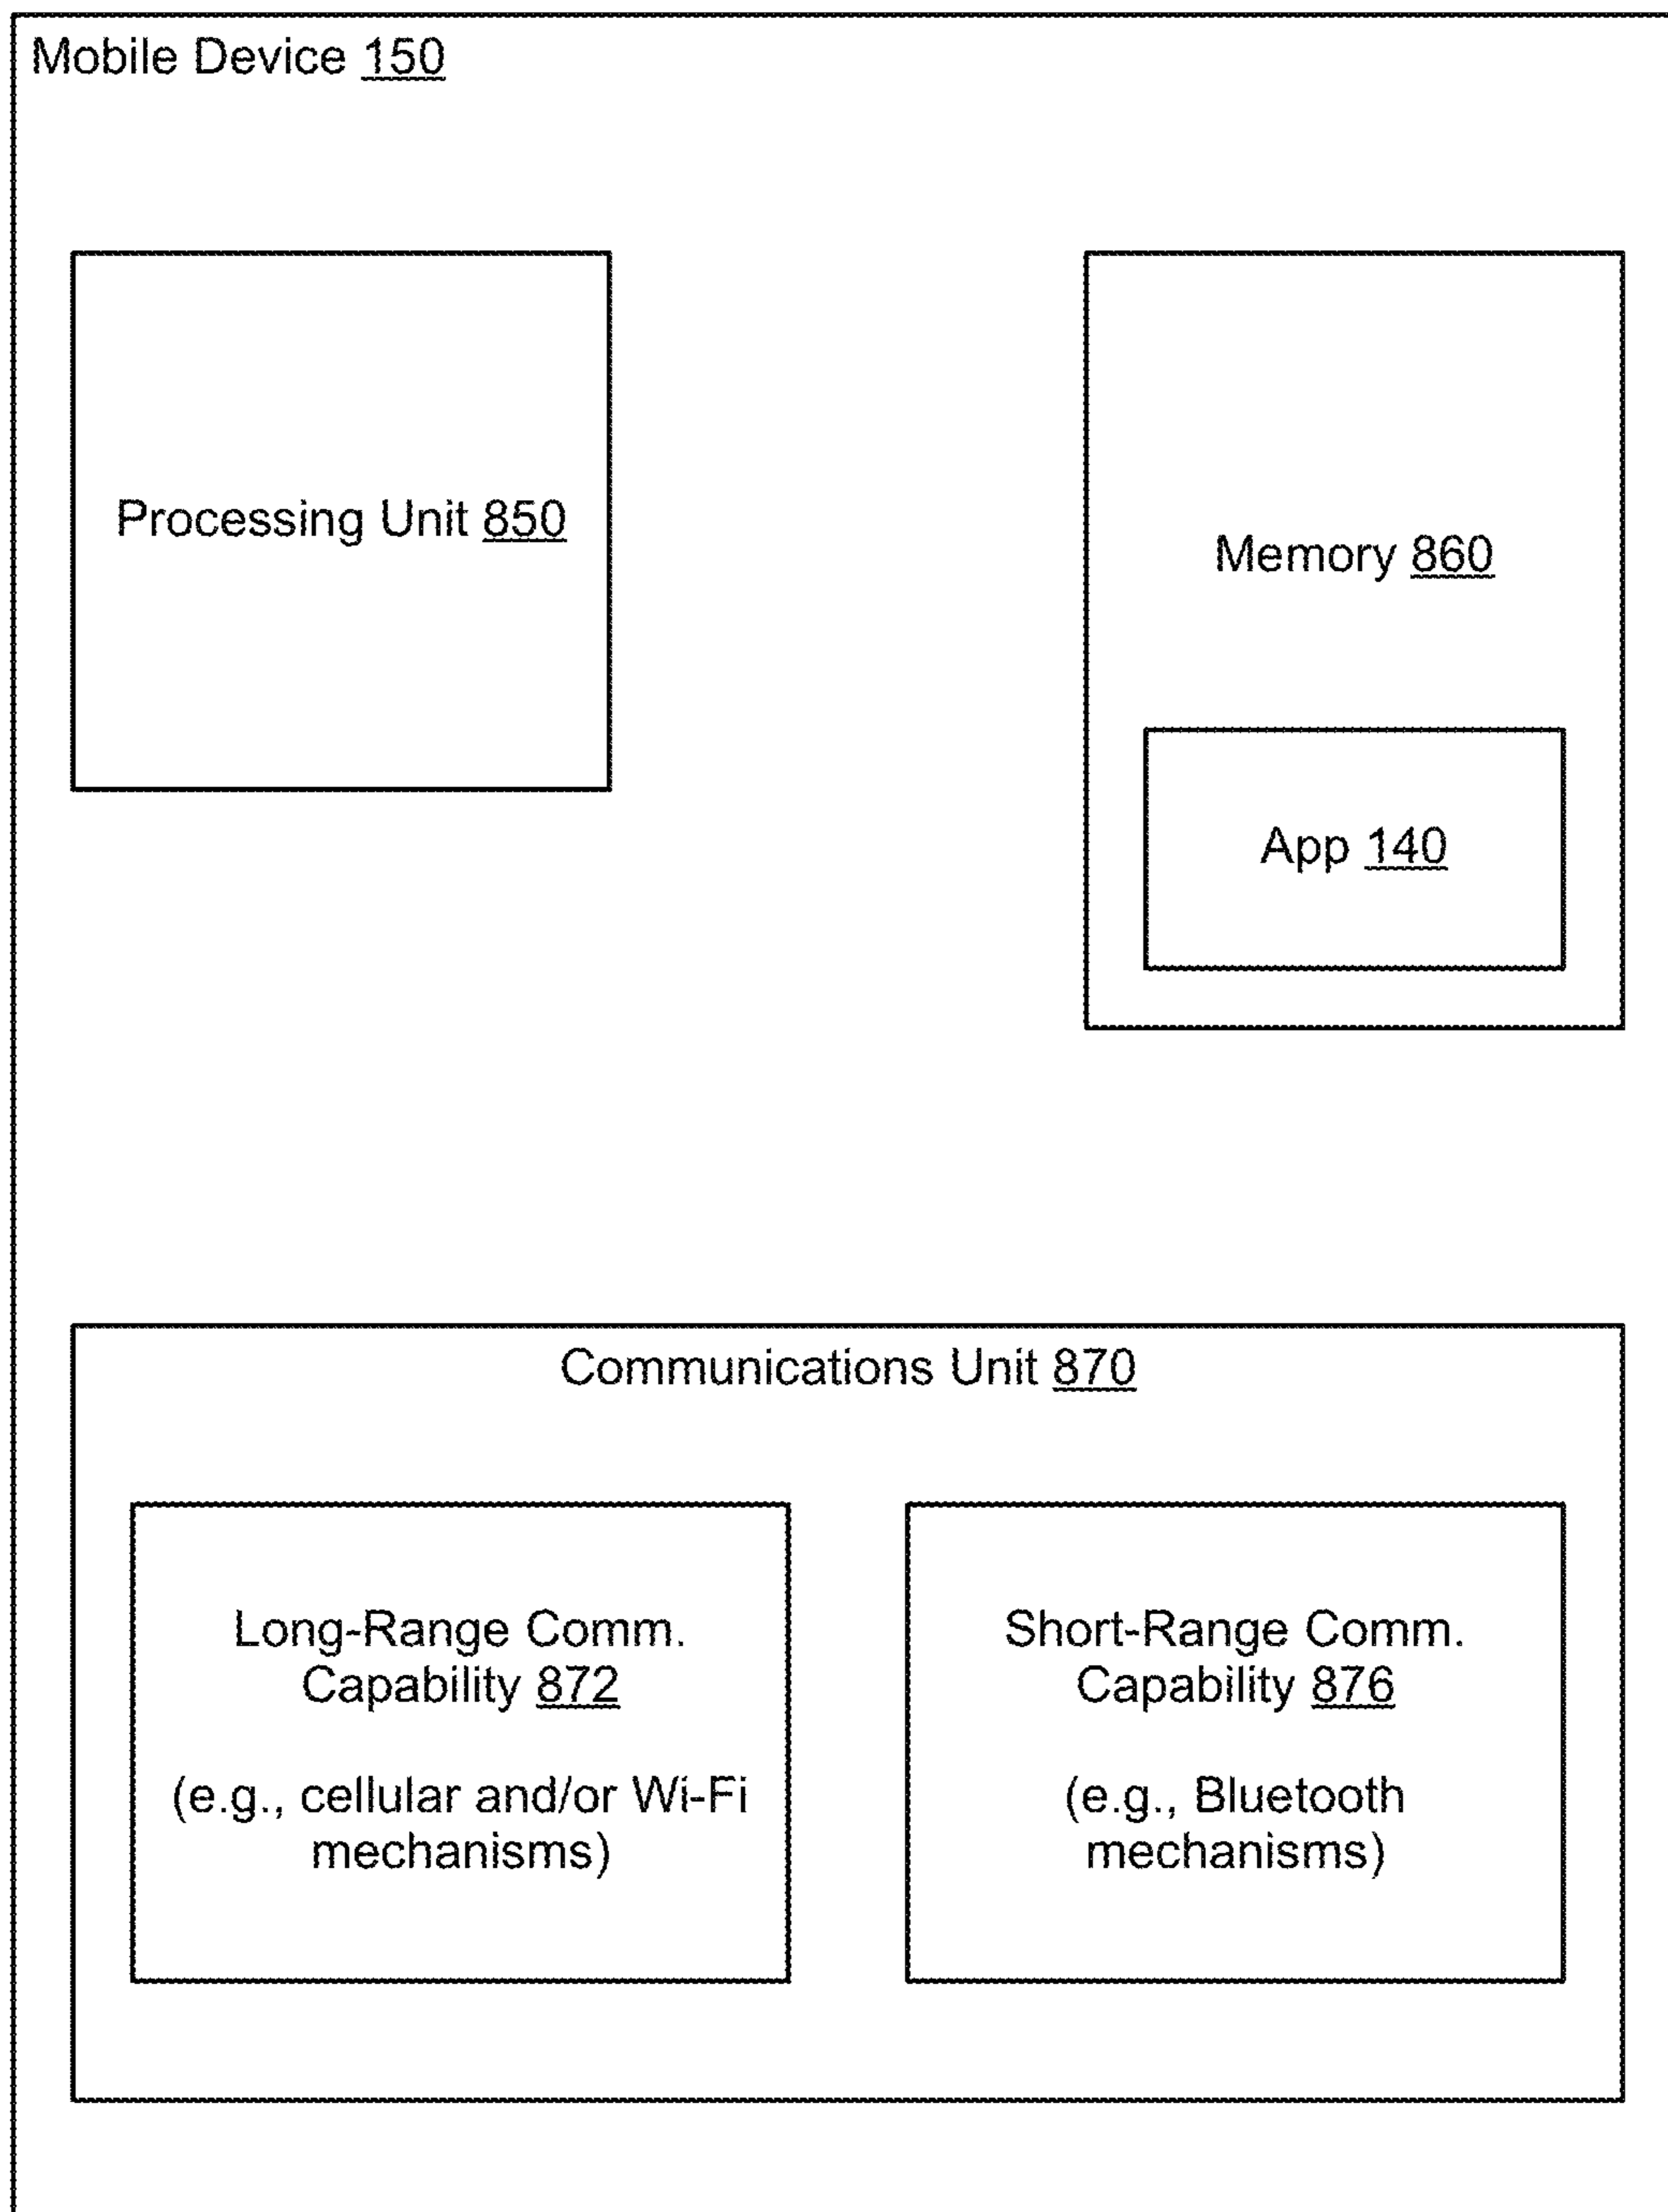 Mobile Device 150
Processing Unit 850
Memory 860
App 140
Communications Unit 870
Long-Range Comm.
Capability 872
(e.g., cellular and/or Wi-Fi
mechanisms)
Short-Range Comm.
Capability 876
(e.g., Bluetooth
mechanisms)